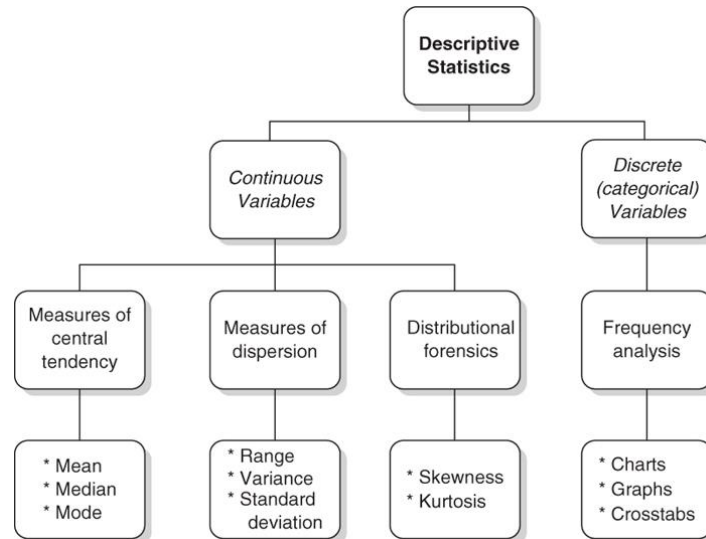 Descriptive
Statistics
Continuous
Variables
Discrete
(categorical)
Variables
Measures of
central
tendency
Measures of
dispersion
Distributional
forensics
Frequency
analysis
* Mean
* Median
* Mode
* Range
* Variance
* Standard
deviation
* Skewness
* Kurtosis
* Charts
* Graphs
* Crosstabs